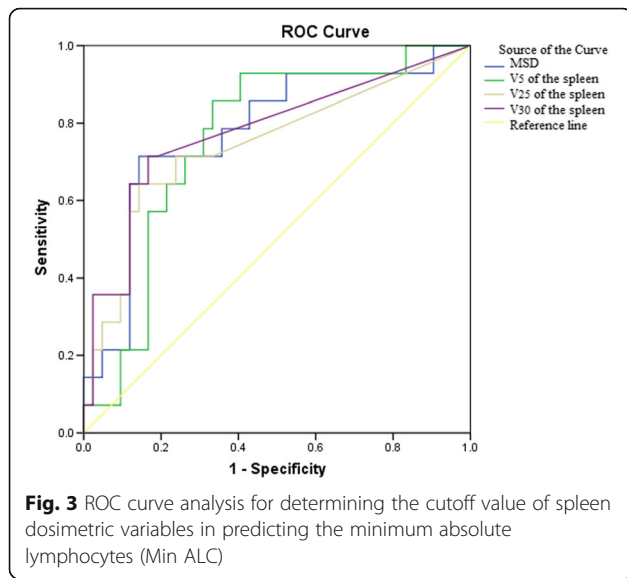 ROC Curve
1.0
0.8
0.6
0.4
0.2
0.0
Sensitivity
0.0 0.2 0.4 0.6 0.8 1.0
1 - Specificity
Source of the Curve
MSD
V5 of the spleen
V25 of the spleen
V30 of the spleen
Reference line
Fig. 3 ROC curve analysis for determining the cutoff value of spleen
dosimetric variables in predicting the minimum absolute
lymphocytes (Min ALC)